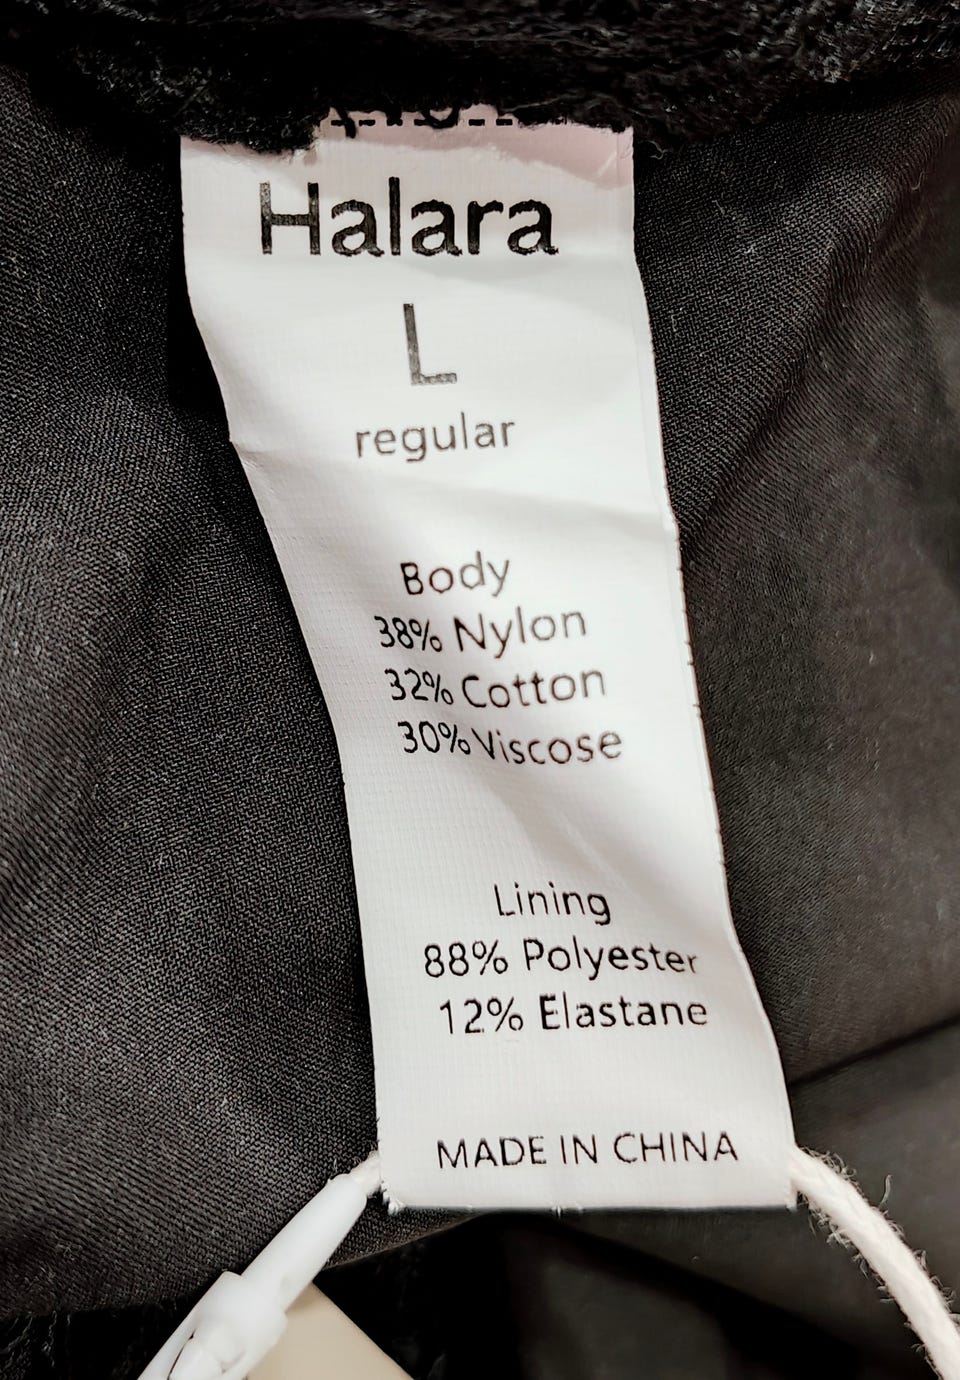 Halara
L
regular
Body
38% Nylon
32% Cotton
30% Viscose
Lining
88% Polyester
12% Elastane
MADE IN CHINA